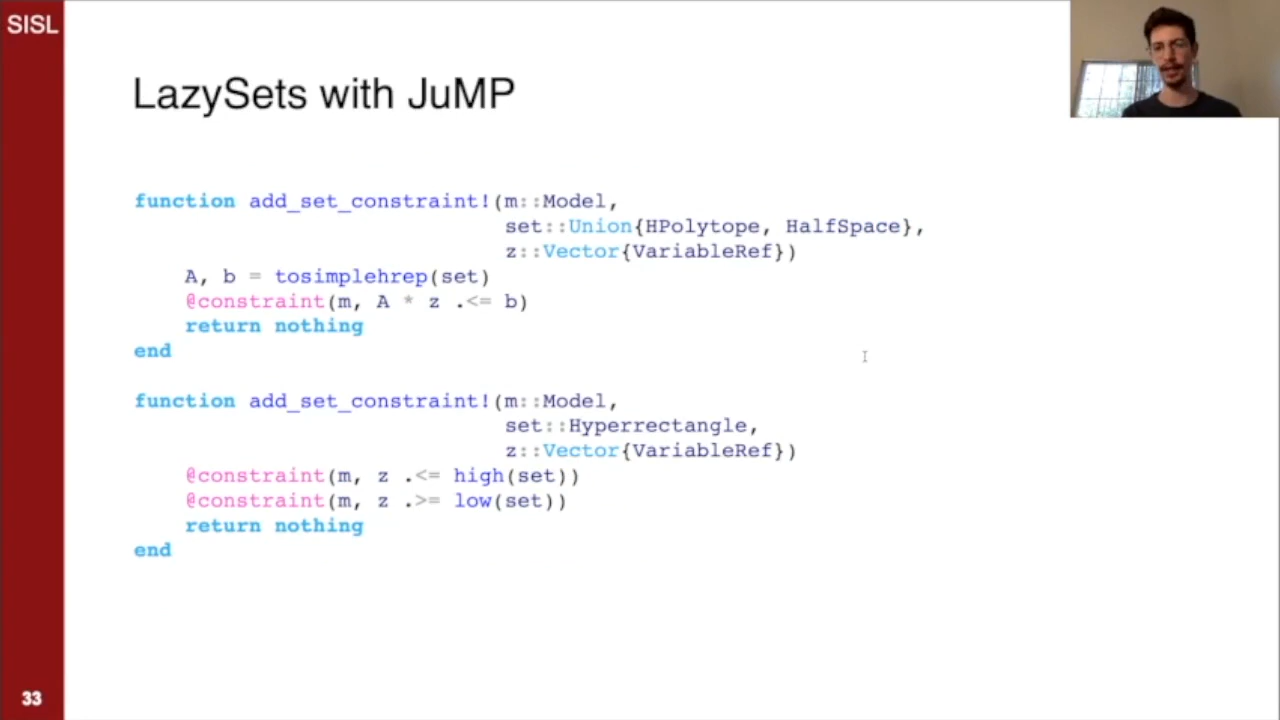 SISL
LazySets with JuMP
function add_set_constraint!(m::Model,
set::Union{HPolytope, HalfSpace},
z::Vector{VariableRef})
A, b = tosimplehrep(set)
@constraint(m, A * z .<= b)
return nothing
end
function add_set_constraint!(m::Model,
set::Hyperrectangle,
z::Vector{VariableRef})
@constraint(m, z .<= high(set))
@constraint(m, z .>= low(set))
return nothing
end
33